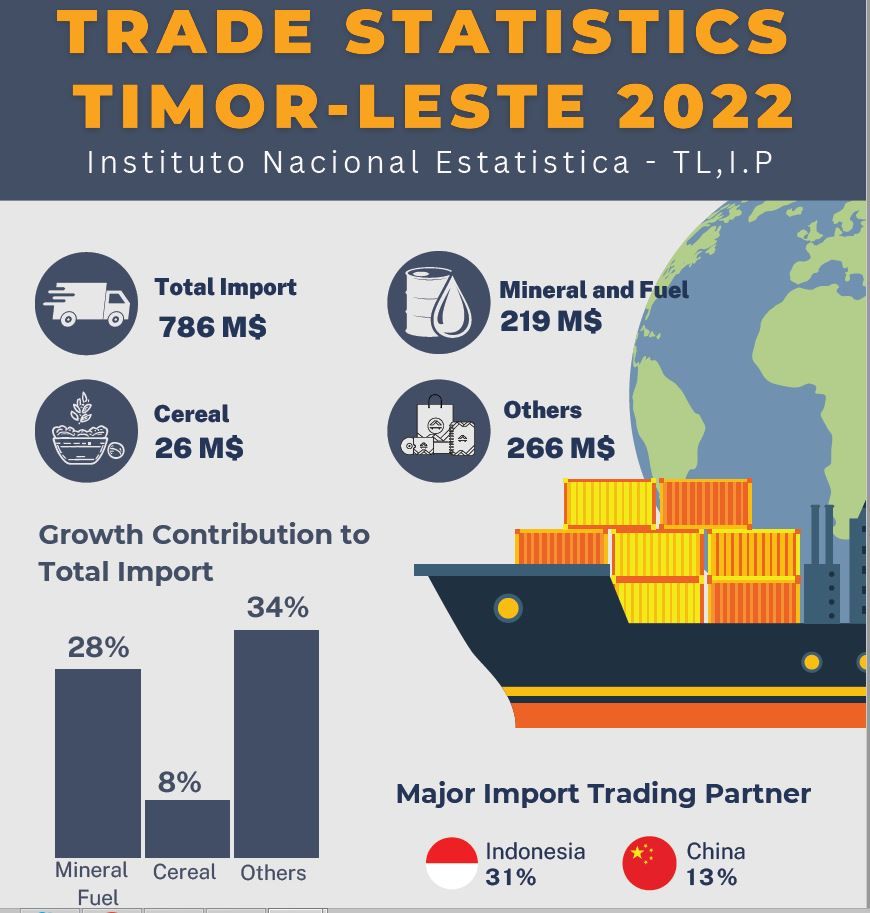 TRADE STATISTICS
TIMOR-LESTE 2022
Instituto Nacional Estatistica - TL,I.P
Total Import
786 M$
Mineral and Fuel
219 M$
Cereal
26 M$
Others
266 M$
Growth Contribution to
Total Import
28%
8%
34%
Mineral
Fuel
Cereal
Others
Major Import Trading Partner
Indonesia
31%
China
13%